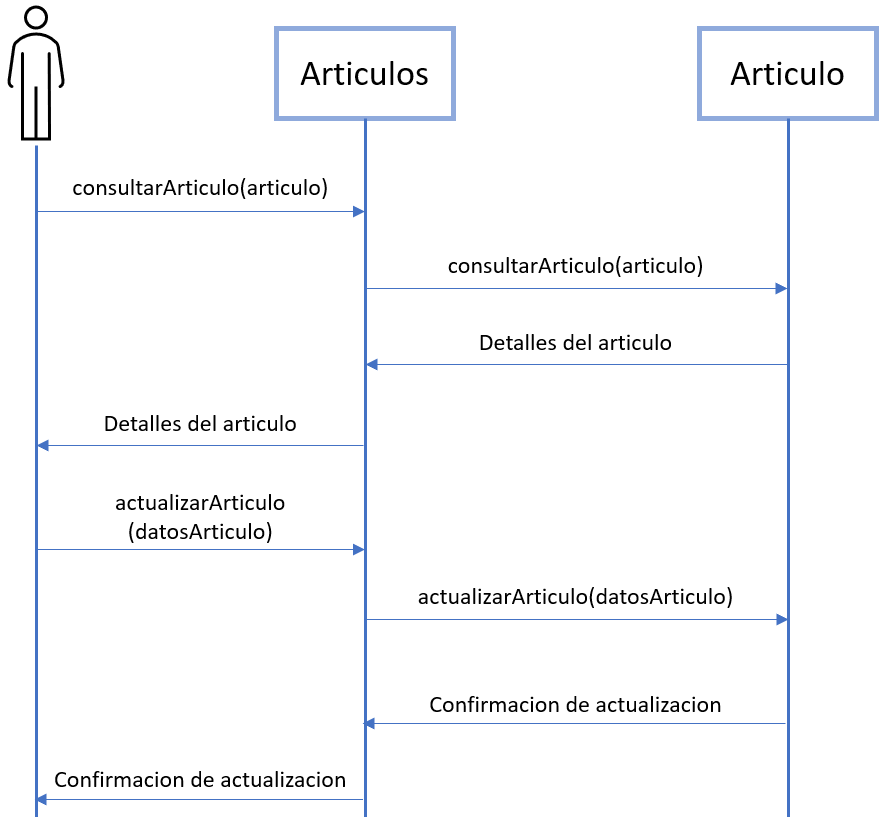 Articulos
Articulo
consultarArticulo(articulo)
consultarArticulo(articulo)
Detalles del articulo
Detalles del articulo
actualizarArticulo
(datosArticulo)
actualizarArticulo(datosArticulo)
Confirmacion de actualizacion
Confirmacion de actualizacion